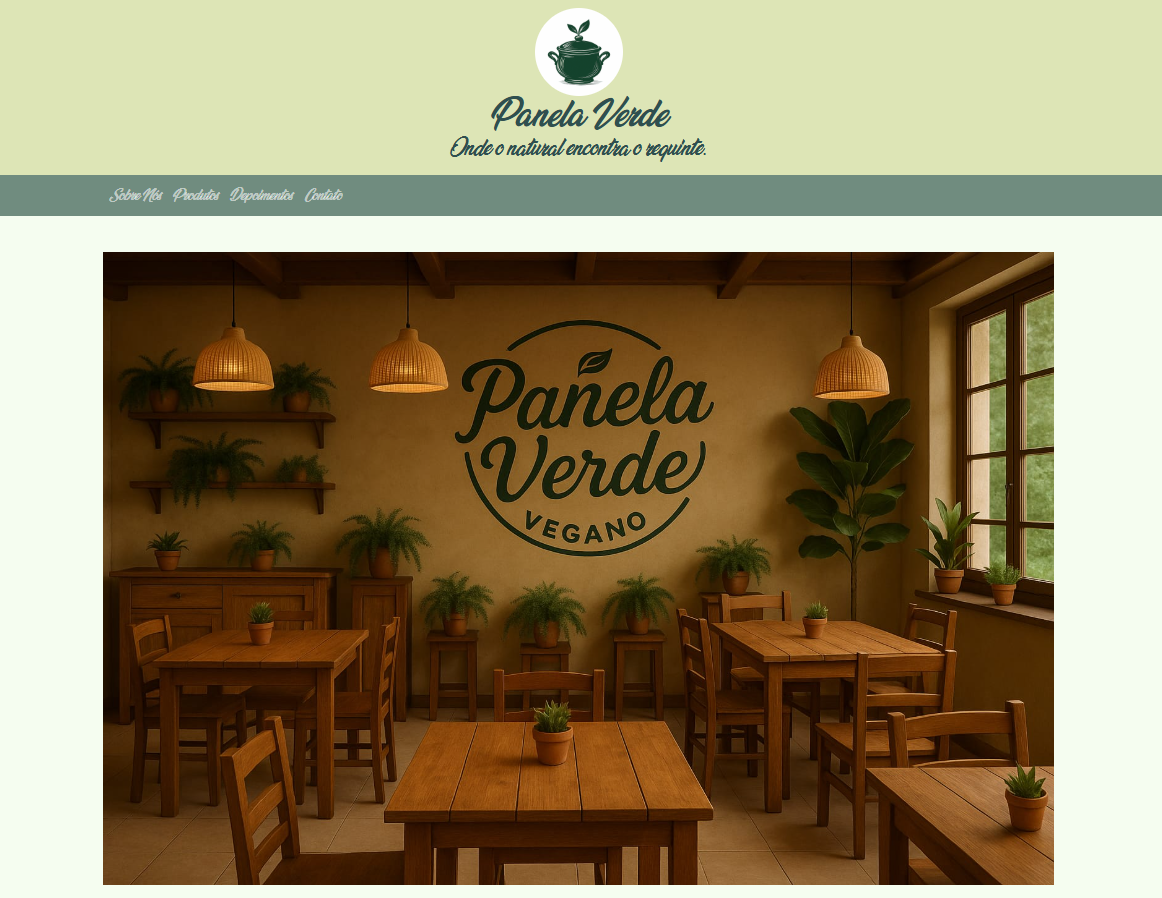 Panela Verde
Onde o natural encontra o requinte.
Sobre Nós Produtos Depoimentos Contato
Panela
Verde
VEGANO